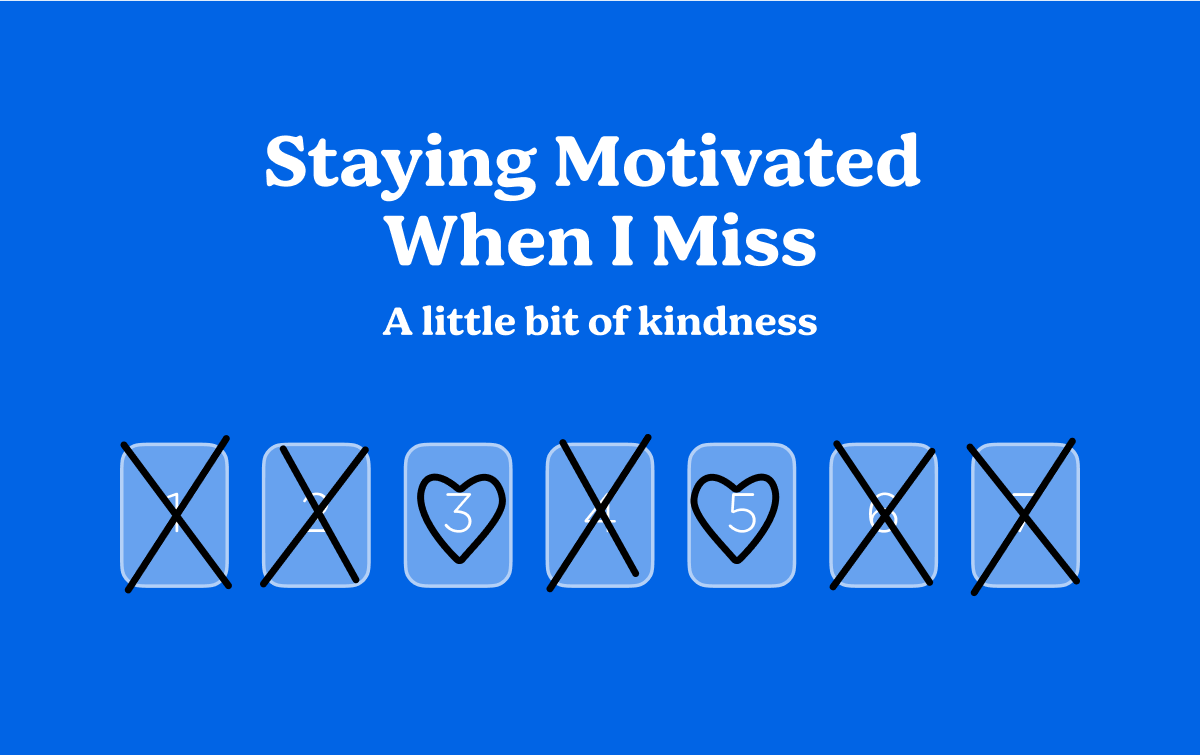 Staying Motivated
When I Miss
A little bit of kindness
1 2 3 4 5 6 7